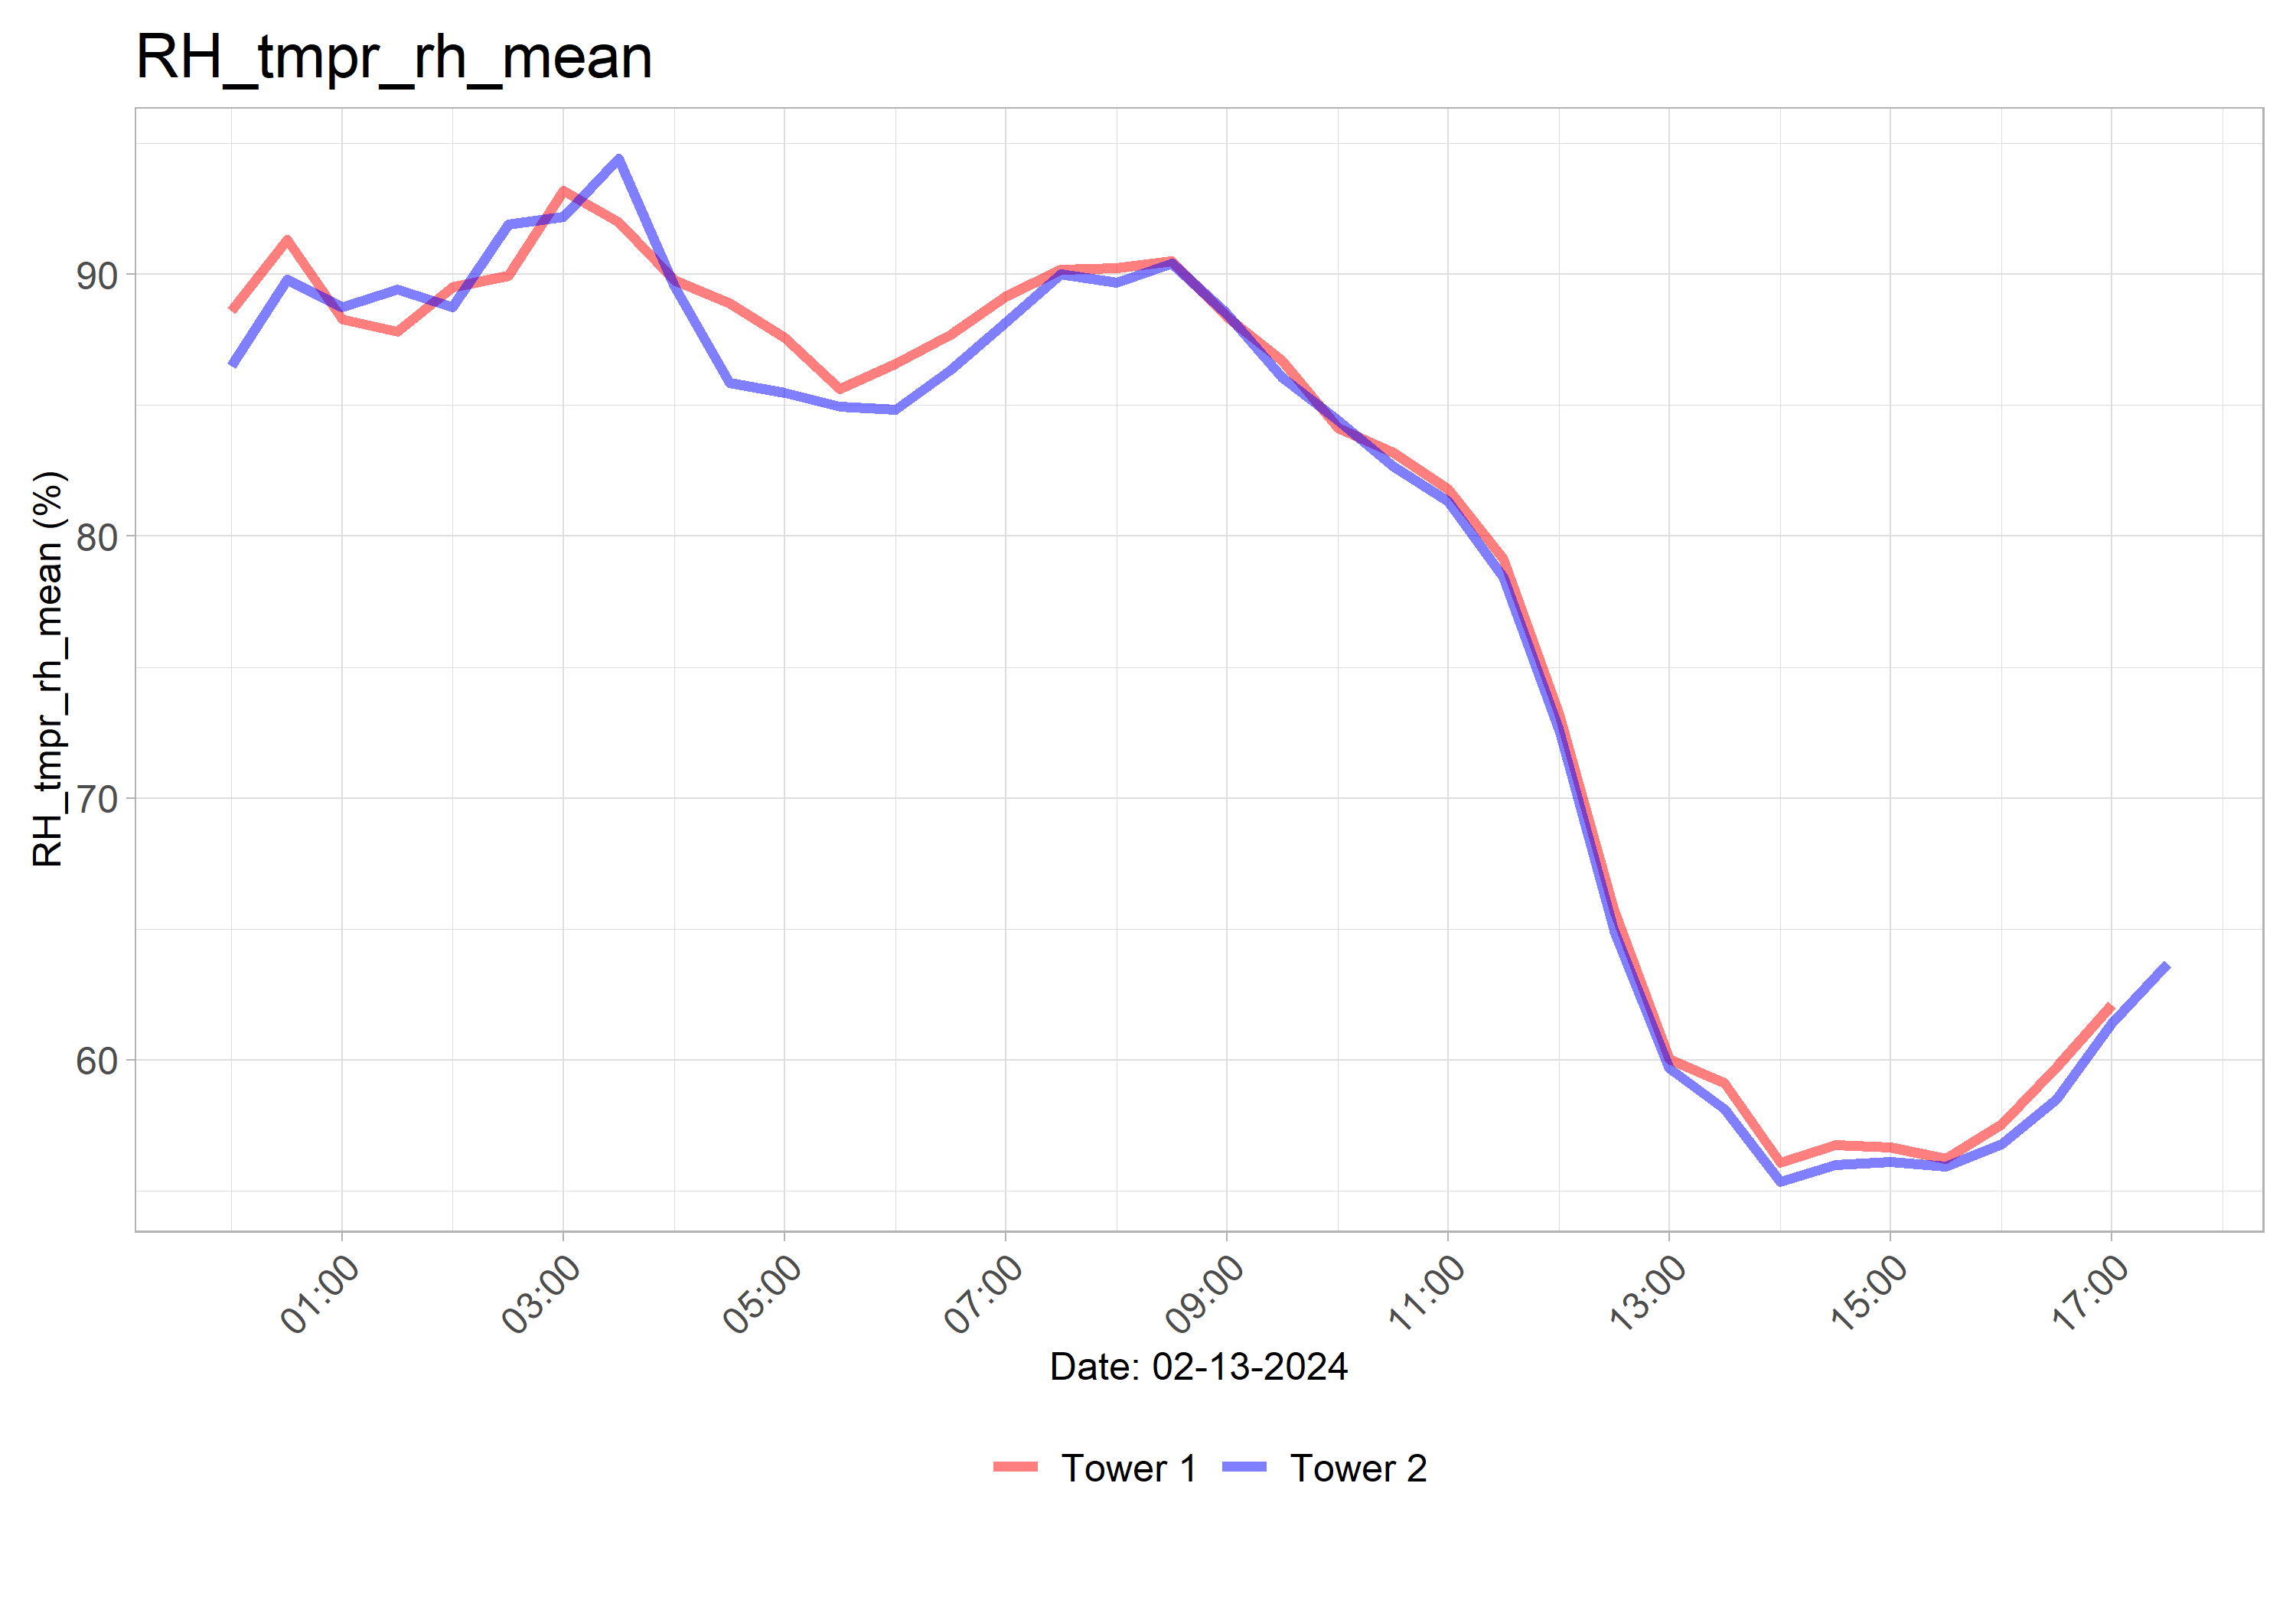 RH_tmpr_rh_mean
RH_tmpr_rh_mean (%)
90
80
70
60
01:00
03:00
05:00
07:00
09:00
11:00
13:00
15:00
17:00
Date: 02-13-2024
Tower 1
Tower 2